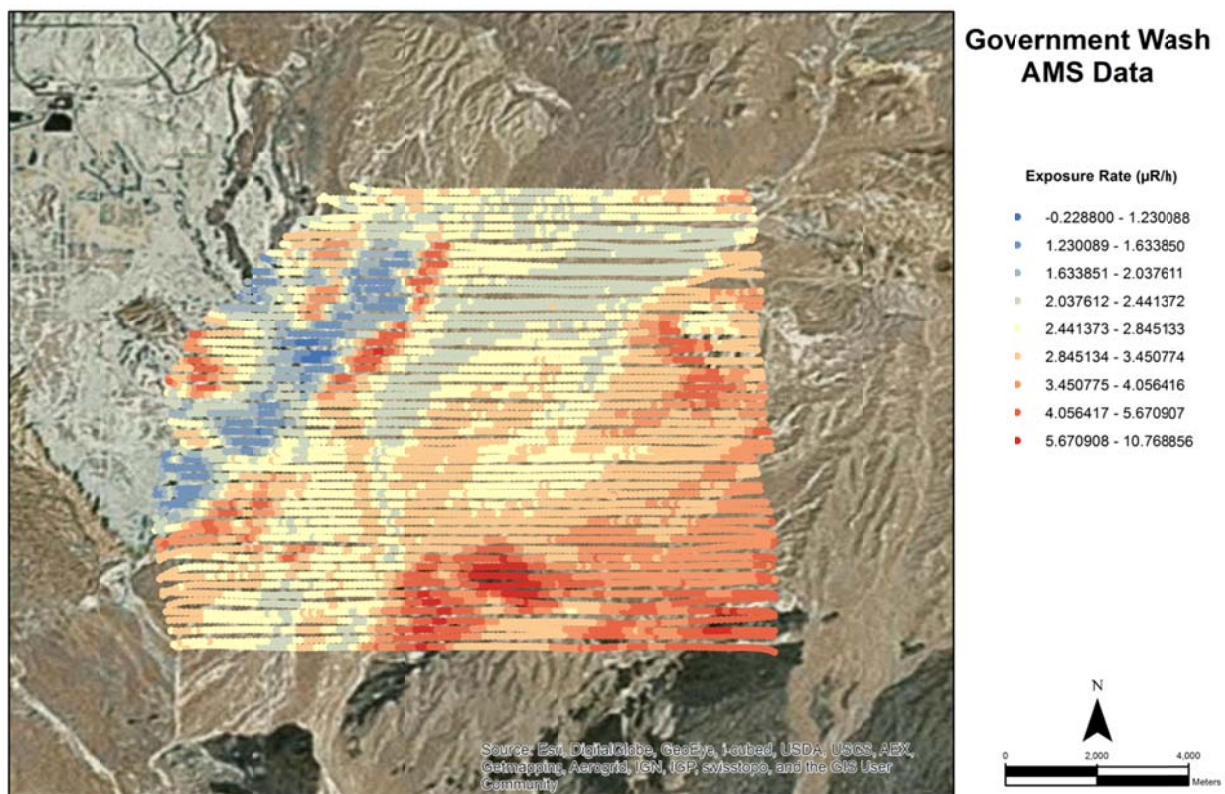 Government Wash
AMS Data
Exposure Rate (µR/h)
-0.228800 - 1.230088
1.230089 - 1.633850
1.633851 - 2.037611
2.037612 - 2.441372
2.441373 - 2.845133
2.845134 - 3.450774
3.450775 - 4.056416
4.056417 - 5.670907
5.670908 - 10.768856
N
0 2,000 4,000
Meters
Source: Esri, DigitalGlobe, GeoEye, i-cubed, USDA, USGS, AEX,
Getmapping, Aerogrid, IGN, IGP, swisstopo, and the GIS User
Community